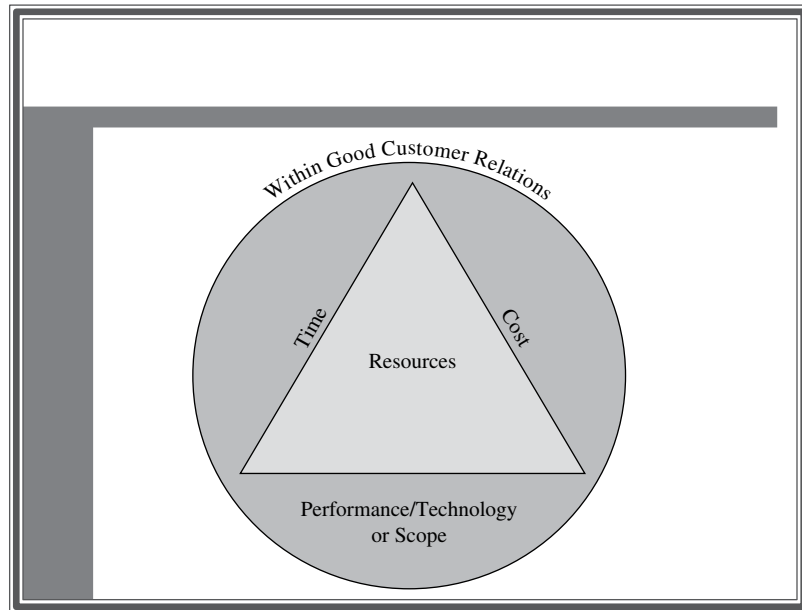 Within Good Customer Relations
Time
Cost
Resources
Performance/Technology
or Scope